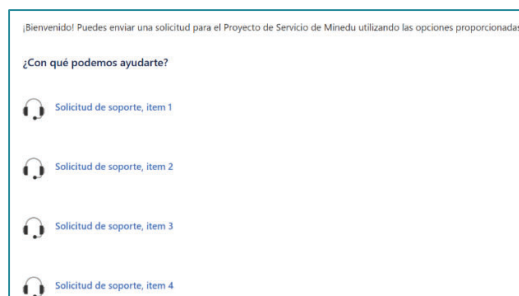 ¡Bienvenido! Puedes enviar una solicitud para el Proyecto de Servicio de Minedu utilizando las opciones proporcionadas
¿Con qué podemos ayudarte?
Solicitud de soporte, item 1
Solicitud de soporte, item 2
Solicitud de soporte, item 3
Solicitud de soporte, item 4